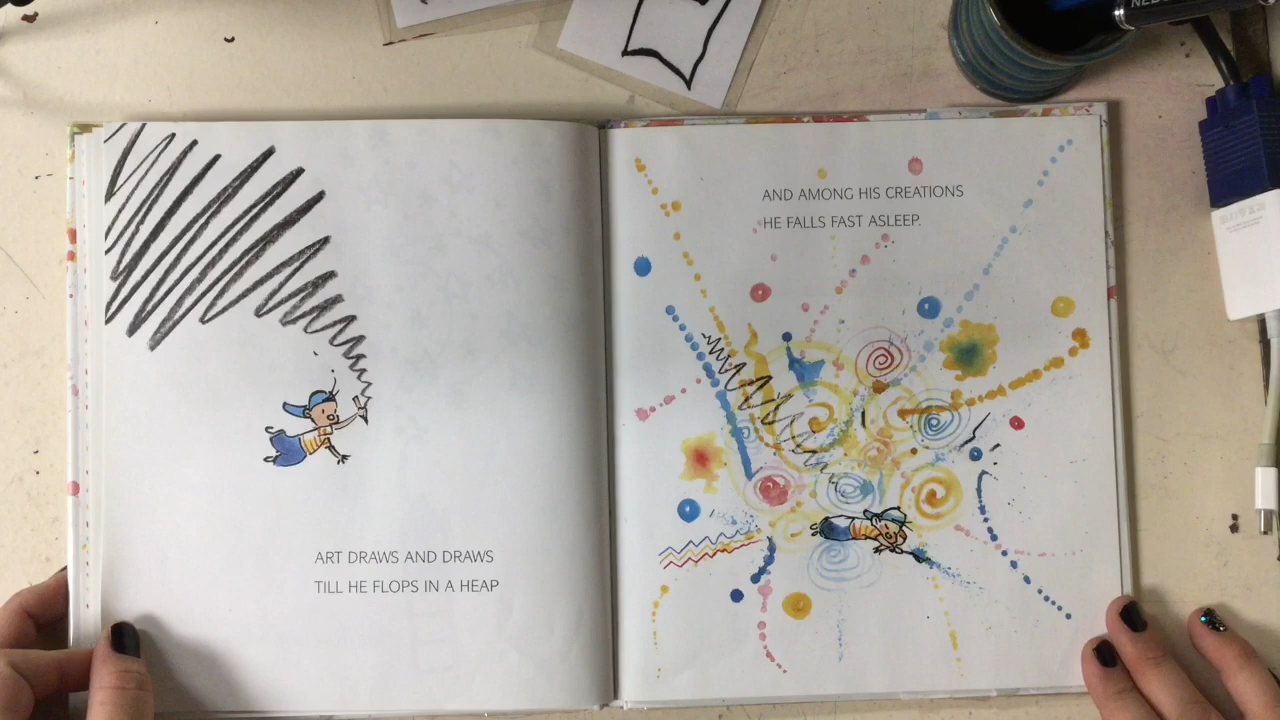 ART DRAWS AND DRAWS
TILL HE FLOPS IN A HEAP
AND AMONG HIS CREATIONS
HE FALLS FAST ASLEEP.